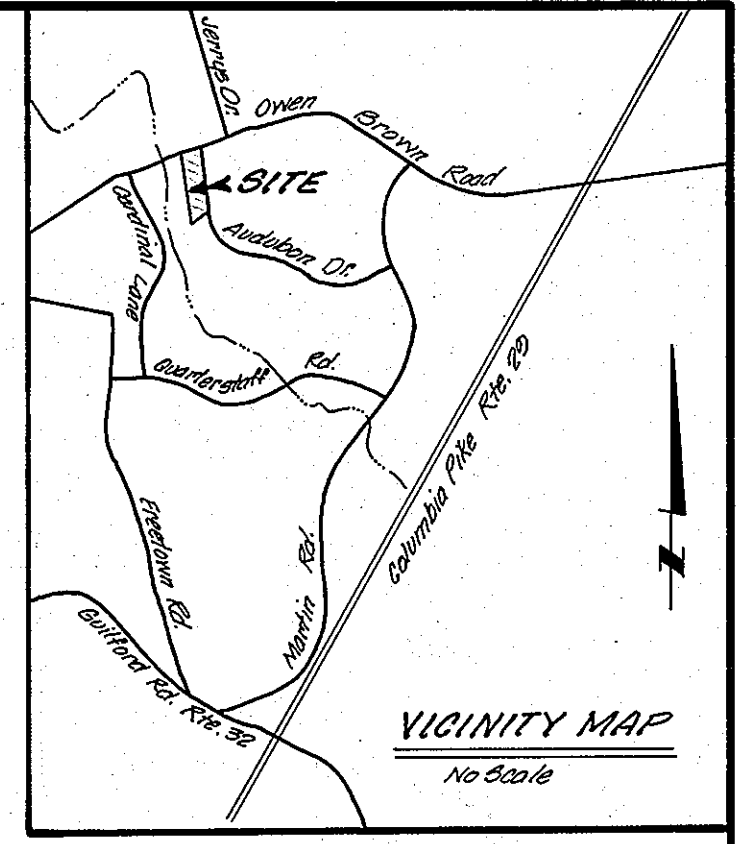 Jerrys Dr.
Owen Brown Road
SITE
Cardinal Lane
Audubon Dr.
Quarterstaff Rd.
Columbia Pike Rte. 29
Freetown Rd.
Martin Rd.
Guilford Rd. Rte. 32
N
VICINITY MAP
No Scale